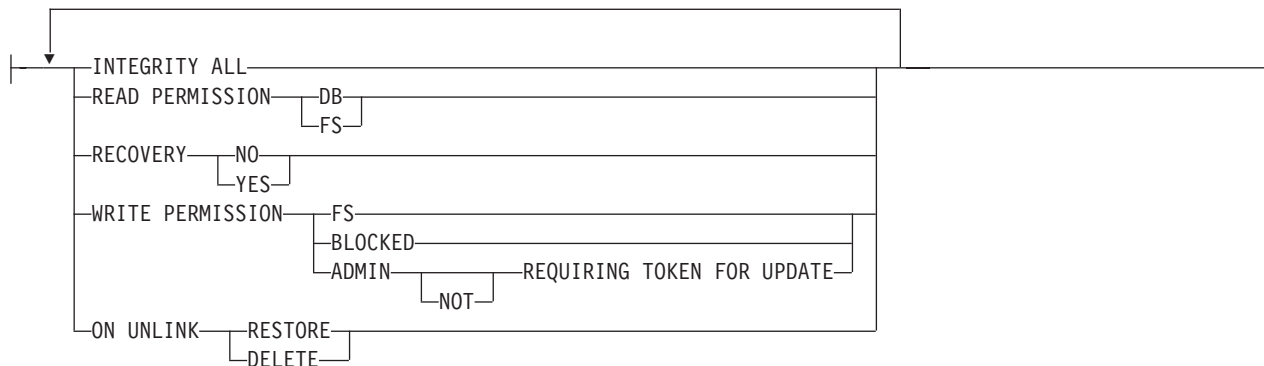 INTEGRITY ALL
READ PERMISSION DB
FS
RECOVERY NO
YES
WRITE PERMISSION FS
BLOCKED
ADMIN REQUIRING TOKEN FOR UPDATE
NOT
ON UNLINK RESTORE
DELETE